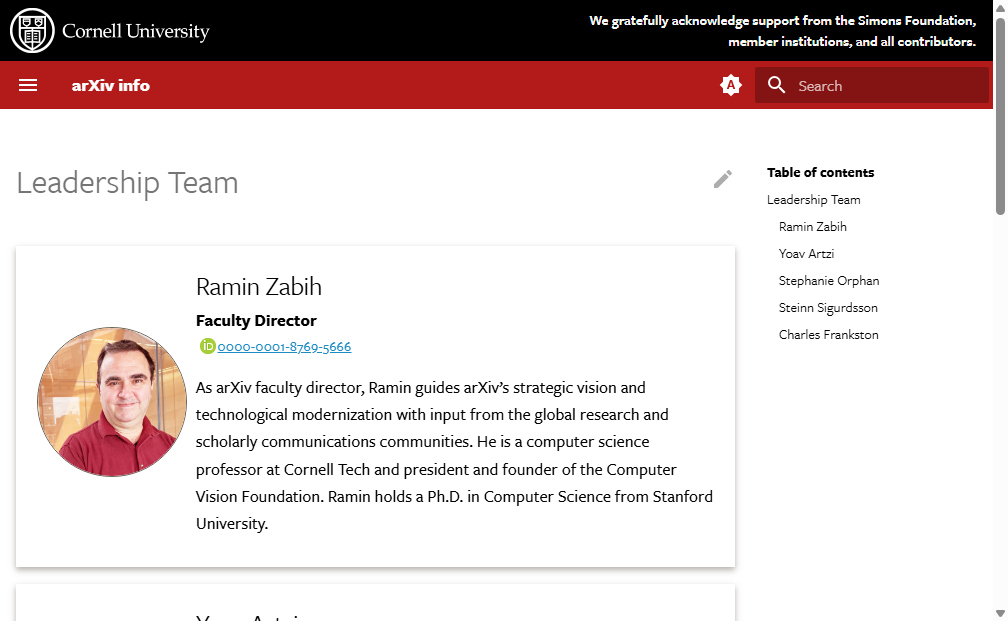 Cornell University
We gratefully acknowledge support from the Simons Foundation,
member institutions, and all contributors.
arXiv info
A
Search
Leadership Team
Table of contents
Leadership Team
Ramin Zabih
Yoav Artzi
Stephanie Orphan
Steinn Sigurdsson
Charles Frankston
Ramin Zabih
Faculty Director
iD 0000-0001-8769-5666
As arXiv faculty director, Ramin guides arXiv’s strategic vision and
technological modernization with input from the global research and
scholarly communications communities. He is a computer science
professor at Cornell Tech and president and founder of the Computer
Vision Foundation. Ramin holds a Ph.D. in Computer Science from Stanford
University.